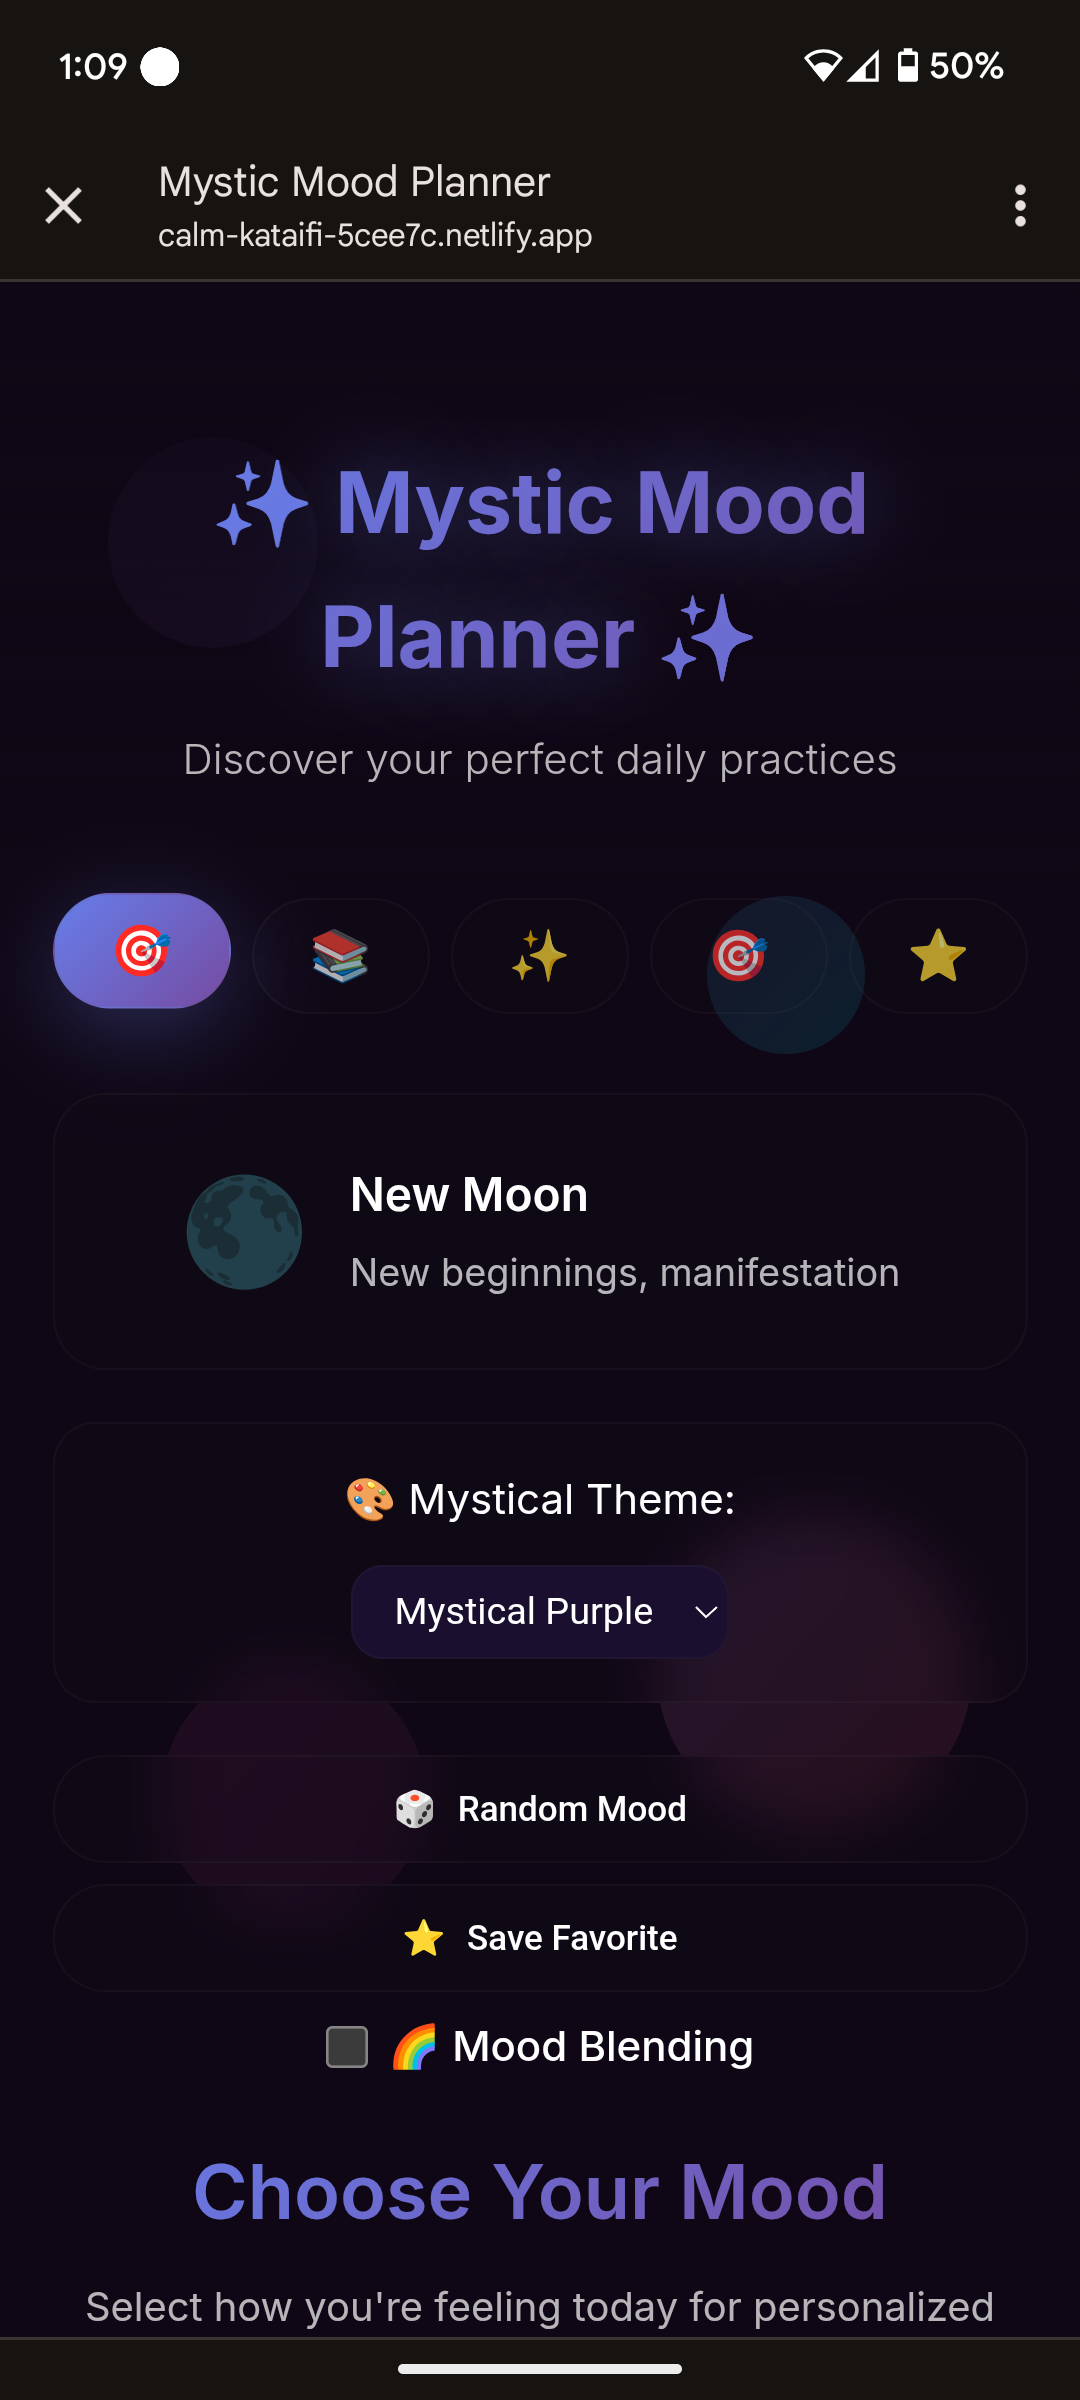 1:09
50%
Mystic Mood Planner
calm-kataifi-5cee7c.netlify.app
✨ Mystic Mood
Planner ✨
Discover your perfect daily practices
New Moon
New beginnings, manifestation
🎨 Mystical Theme:
Mystical Purple
🎲 Random Mood
⭐ Save Favorite
🌈 Mood Blending
Choose Your Mood
Select how you're feeling today for personalized